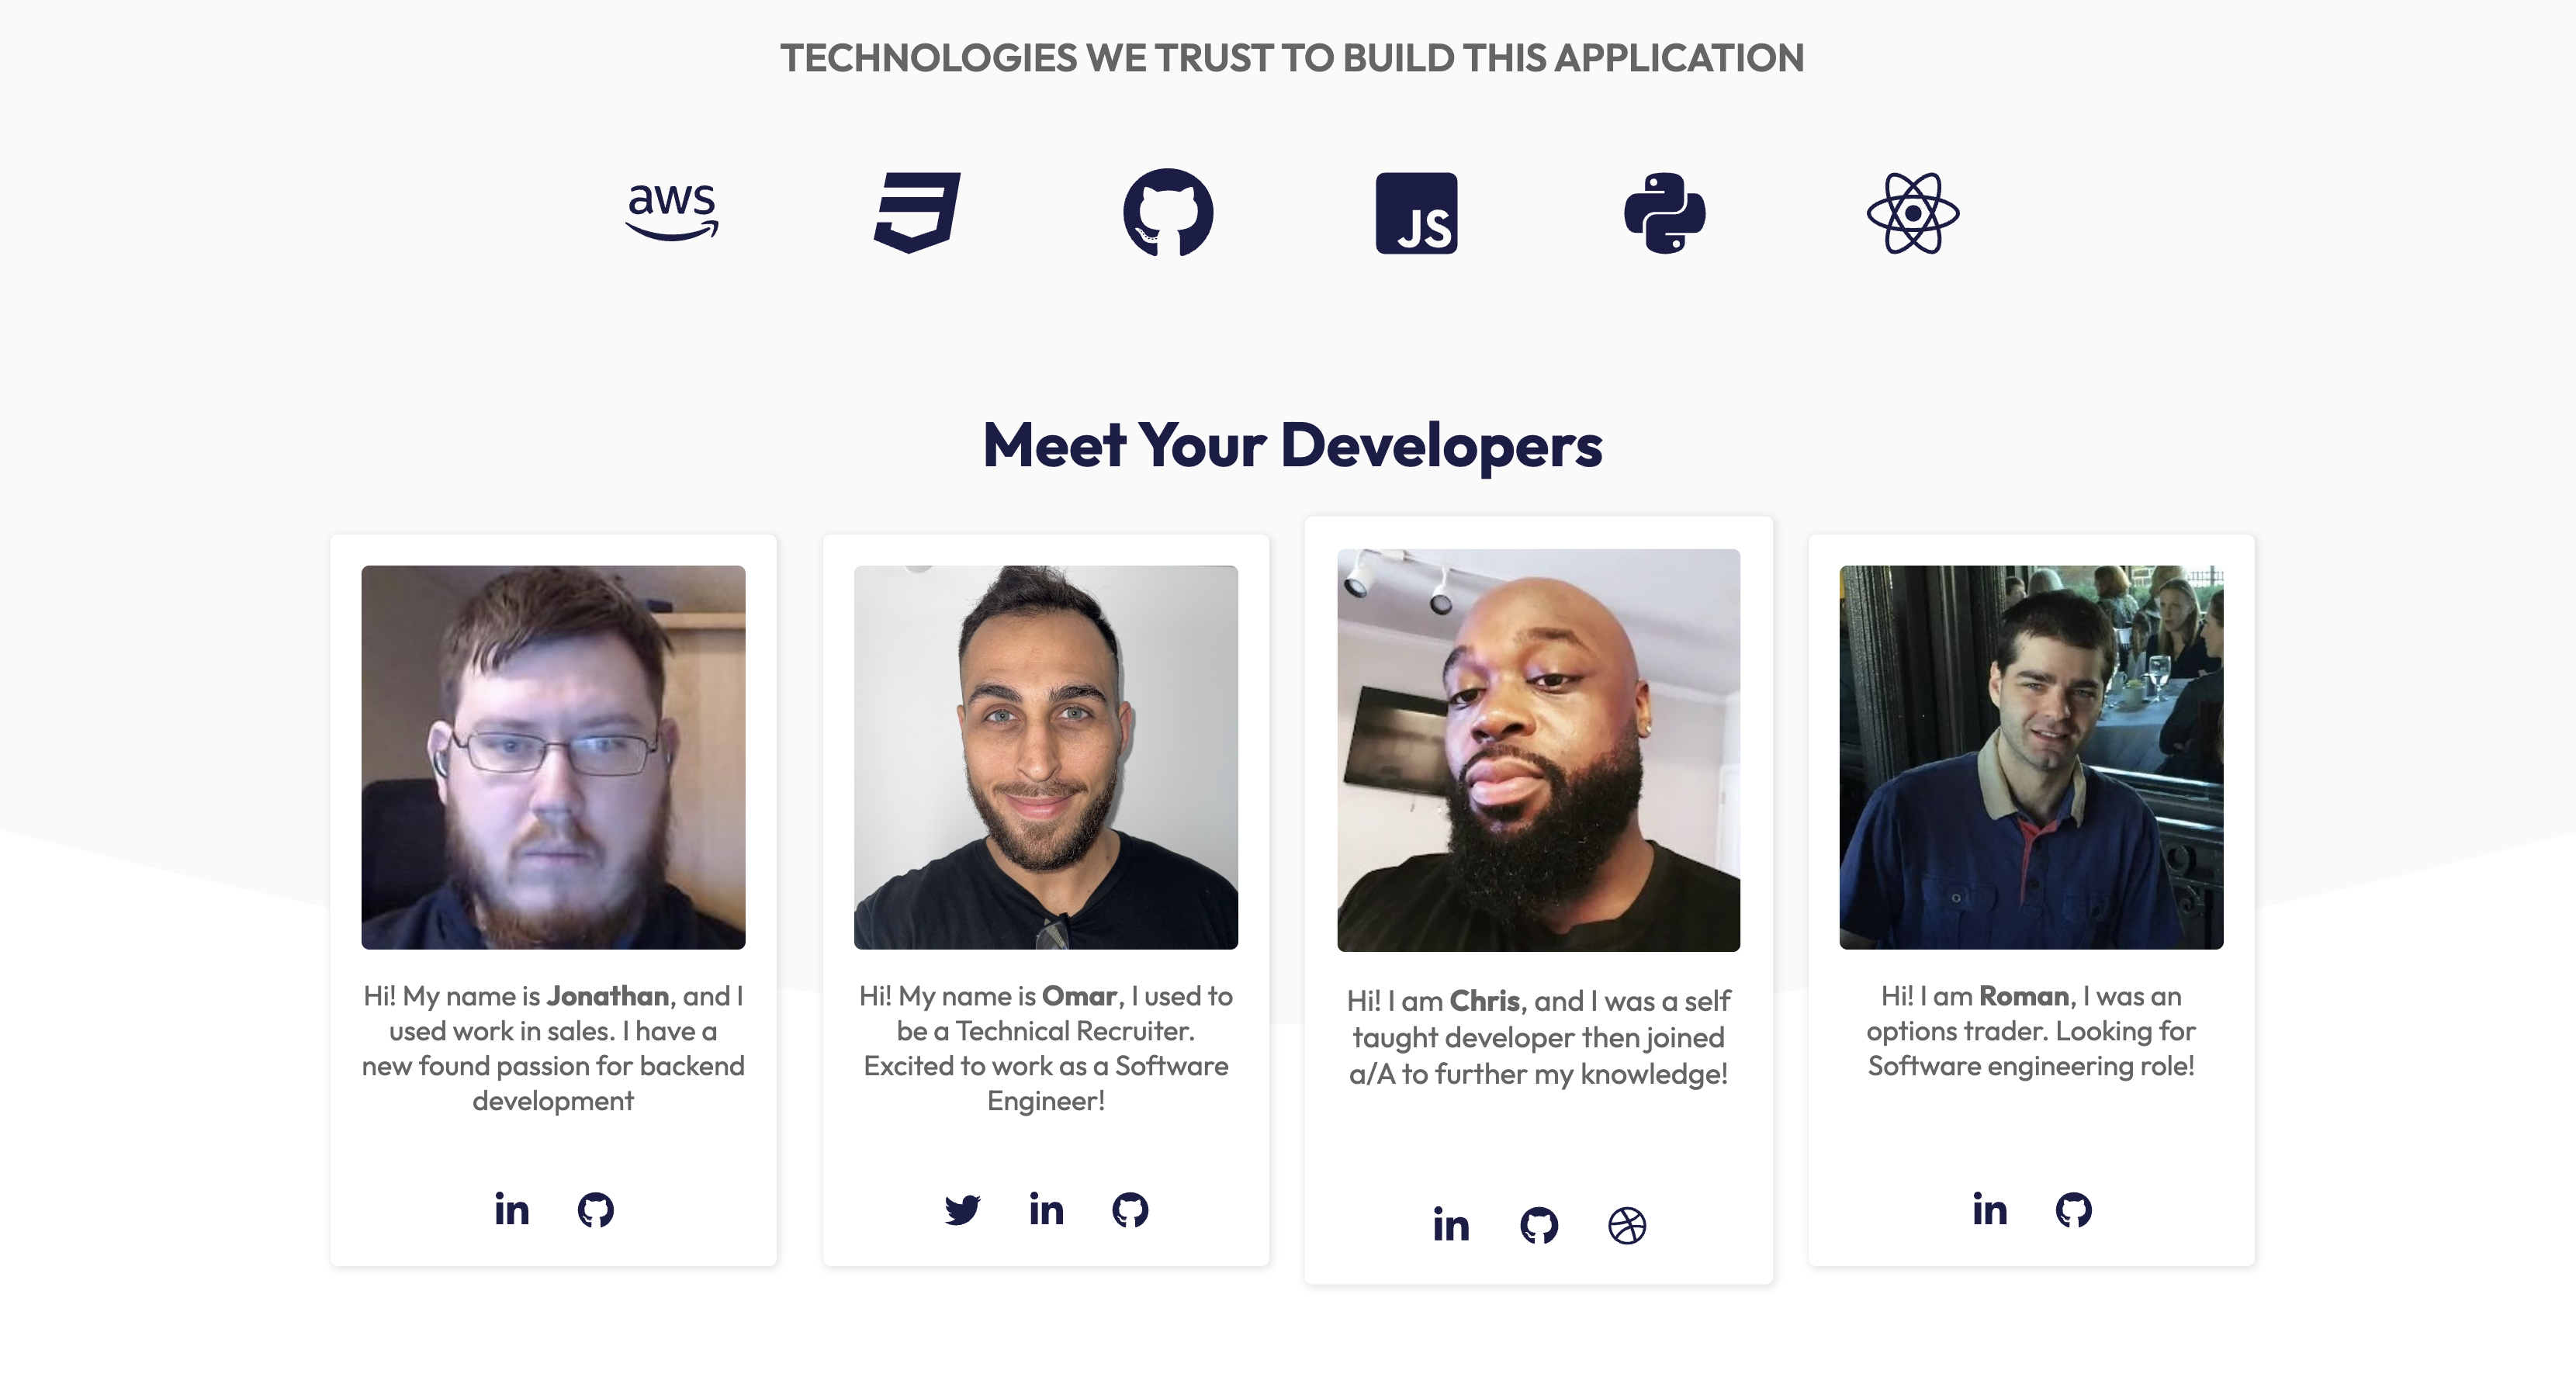 TECHNOLOGIES WE TRUST TO BUILD THIS APPLICATION
aws
JS
Meet Your Developers
Hi! My name is Jonathan, and I
used work in sales. I have a
new found passion for backend
development
in
Hi! My name is Omar, I used to
be a Technical Recruiter.
Excited to work as a Software
Engineer!
in
Hi! I am Chris, and I was a self
taught developer then joined
a/A to further my knowledge!
in
Hi! I am Roman, I was an
options trader. Looking for
Software engineering role!
in